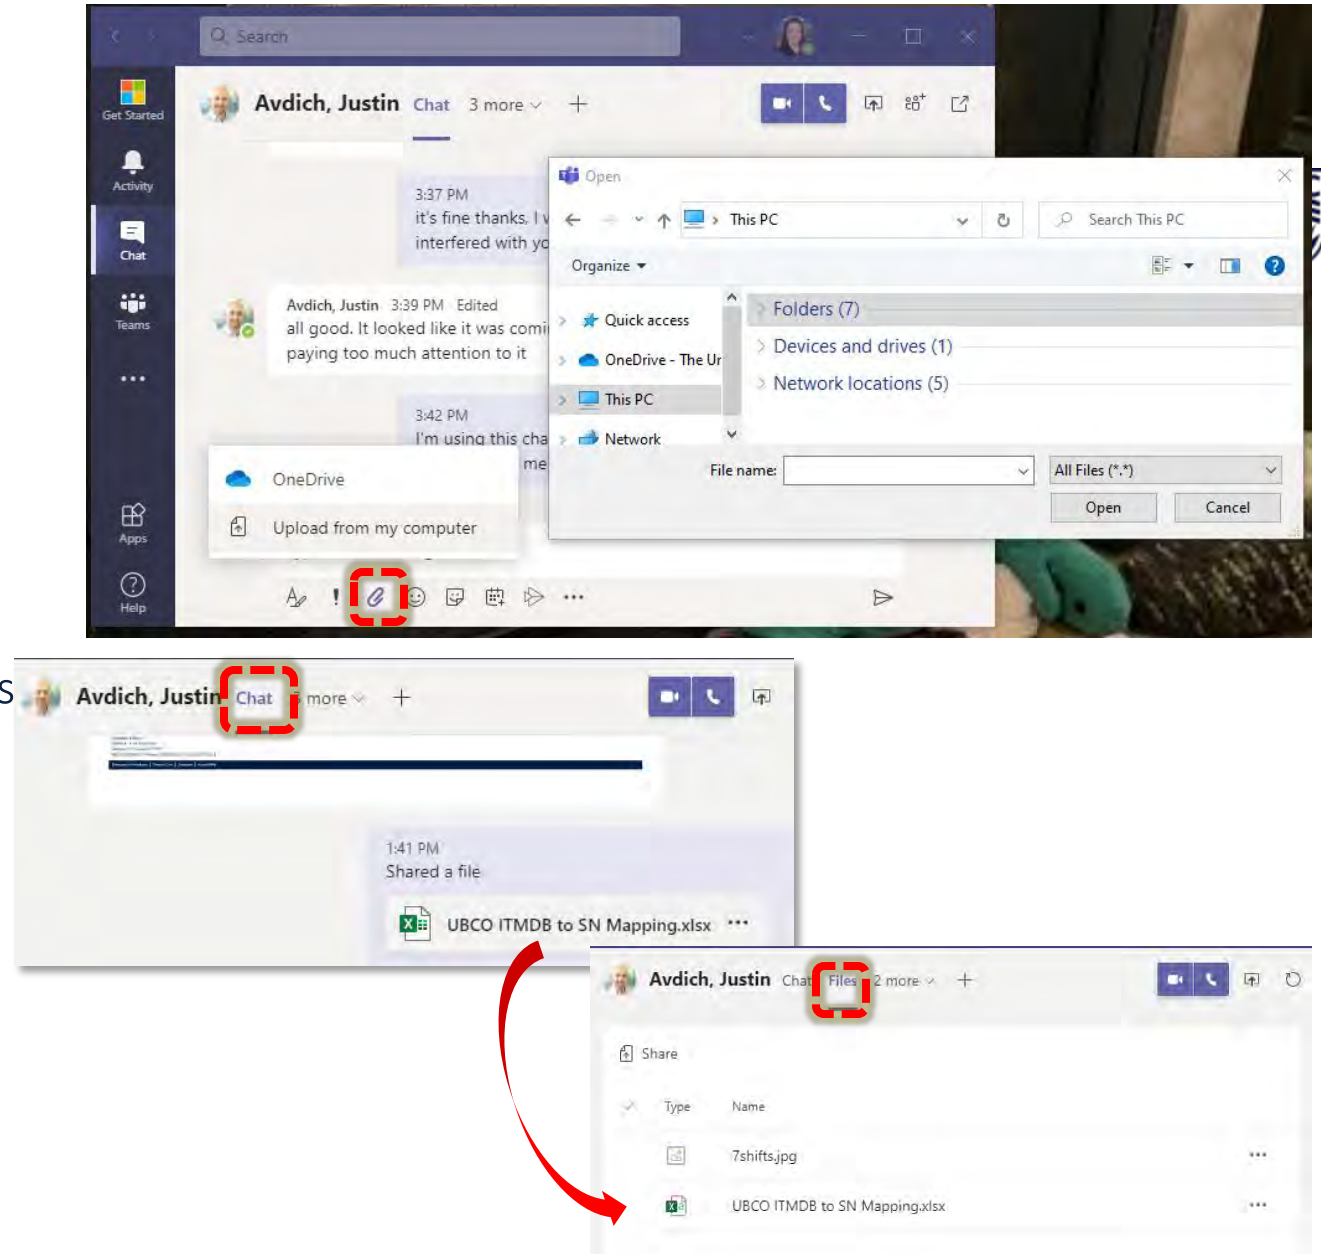 Search
Get Started
Activity
Chat
Teams
Apps
Help
Avdich, Justin Chat 3 more
3:37 PM
it's fine thanks, I
interfered with
Avdich, Justin 3:39 PM Edited
all good. It looked like it was
paying too much attention to it
3:42 PM
I'm using this
OneDrive
Upload from my computer
Open
This PC
Search This PC
Organize
Quick access
OneDrive - The
This PC
Network
Folders (7)
Devices and drives (1)
Network locations (5)
File name:
All Files (*.*)
Open
Cancel
S
Avdich, Justin Chat more
1:41 PM
Shared a file
UBCO ITMDB to SN Mapping.xlsx
Avdich, Justin Chat Files 2 more
Share
Type Name
7shifts.jpg
UBCO ITMDB to SN Mapping.xlsx